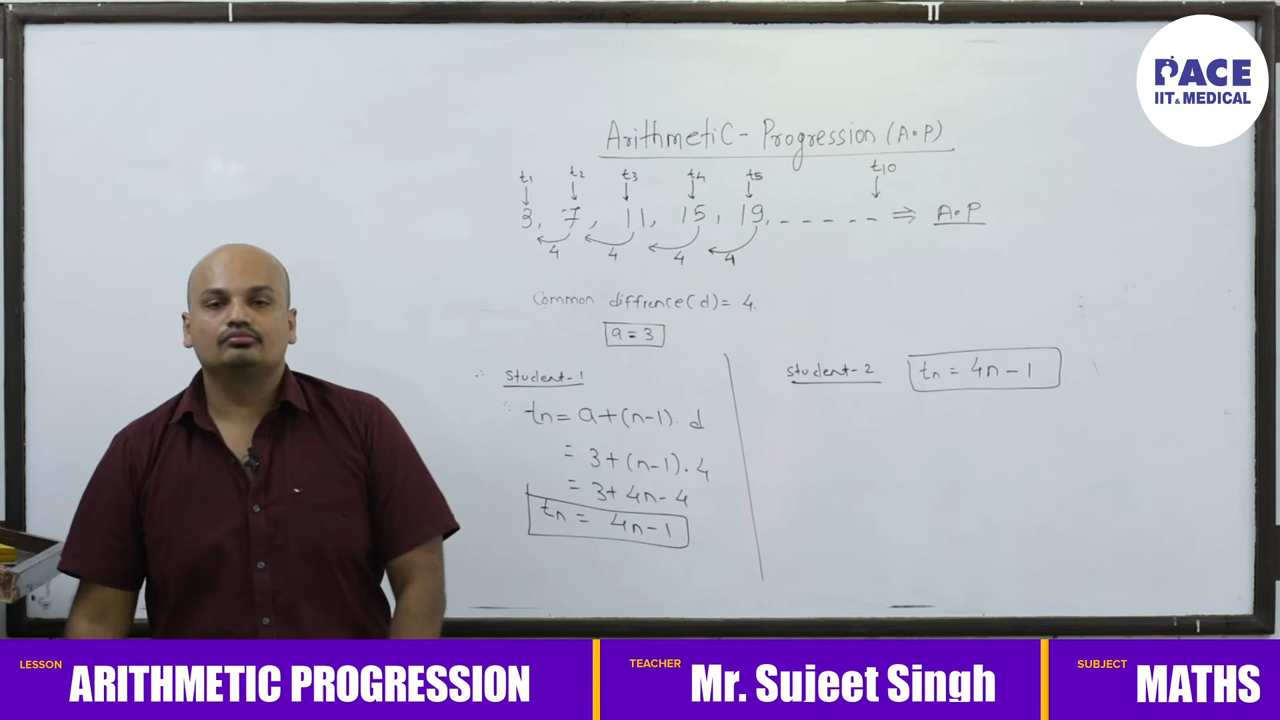 PACE
IIT & MEDICAL
ArithmetiC - Progression (A.P)
t1 t2 t3 t4 t5 t10
3, 7, 11, 15, 19, - - - - - ⇒ A.P
4 4 4 4
Common diffrence(d) = 4.
a = 3
∴ Student-1
∴ tn = a+(n-1). d
= 3+(n-1).4
= 3+4n-4
tn = 4n-1
Student-2 tn = 4n-1
LESSON ARITHMETIC PROGRESSION
TEACHER Mr. Sujeet Singh
SUBJECT MATHS